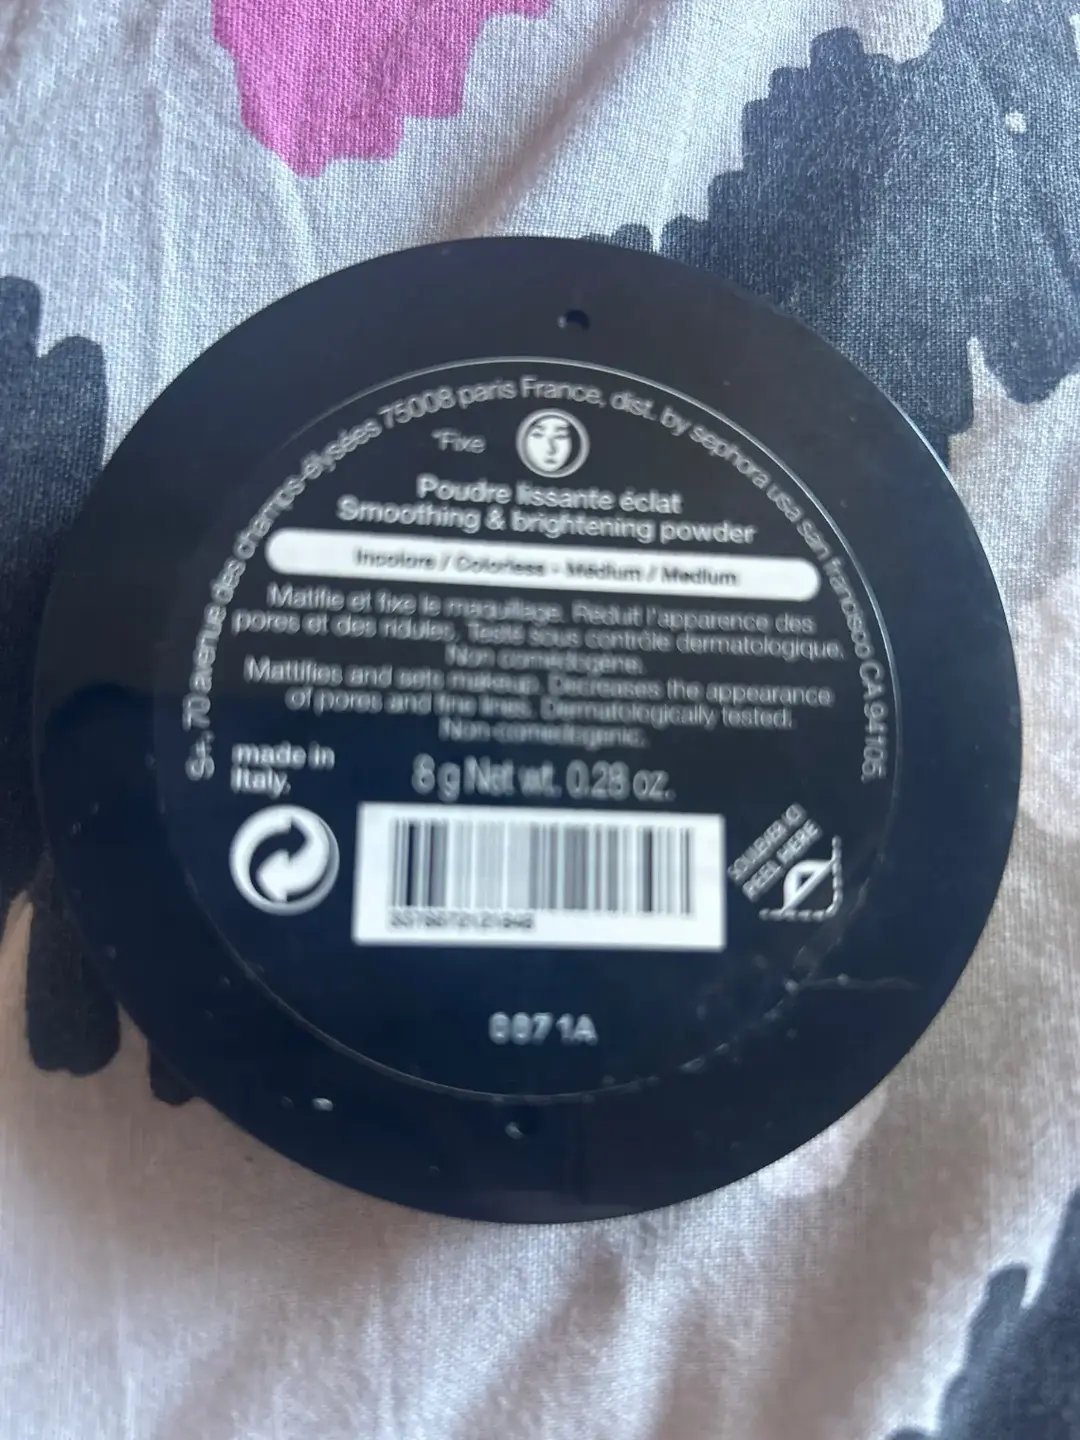 S+, 70 avenue des champs-élysées 75008 paris France, dist. by sephora usa san francisco CA 94105.
*Fixe
Poudre lissante éclat
Smoothing & brightening powder
Incolore / Colorless - Médium / Medium
Matifie et fixe le maquillage. Réduit l'apparence des
pores et des ridules. Testé sous contrôle dermatologique.
Non comédogène.
Mattifies and sets makeup. Decreases the appearance
of pores and fine lines. Dermatologically tested.
Non-comedogenic.
made in
Italy.
8 g Net wt. 0.28 oz.
SOULEVER ICI
PEEL HERE